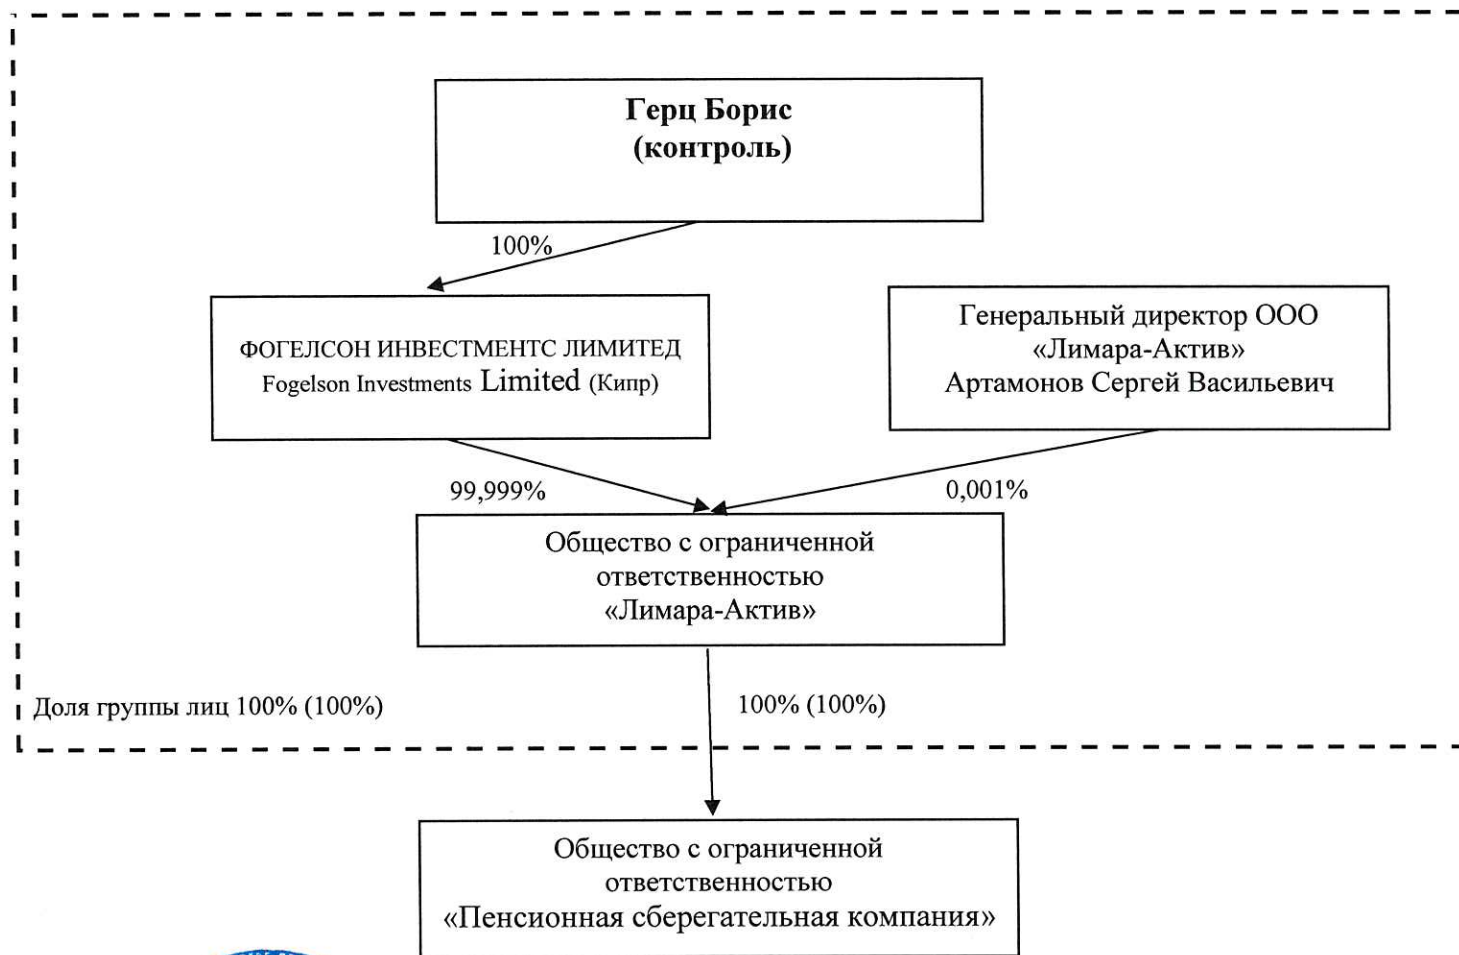 Герц Борис
(контроль)
100%
ФОГЕЛСОН ИНВЕСТМЕНТС ЛИМИТЕД
Fogelson Investments Limited (Кипр)
Генеральный директор ООО
«Лимара-Актив»
Артамонов Сергей Васильевич
99,999%
0,001%
Общество с ограниченной
ответственностью
«Лимара-Актив»
Доля группы лиц 100% (100%)
100% (100%)
Общество с ограниченной
ответственностью
«Пенсионная сберегательная компания»